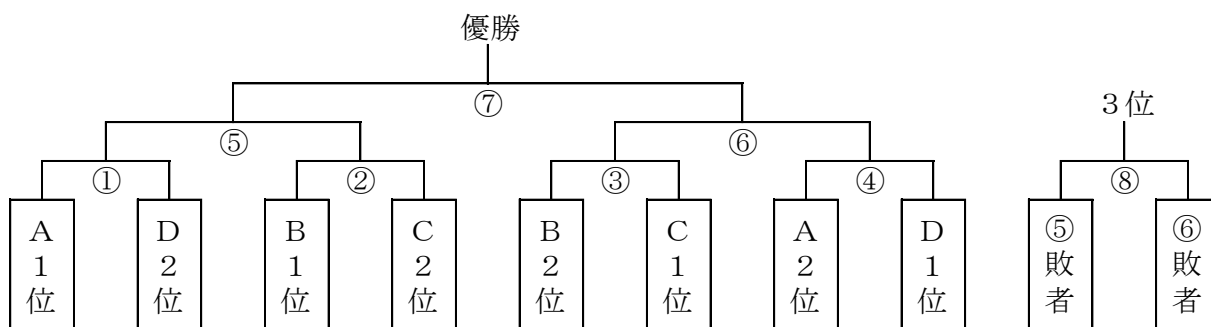 優勝
⑦
３位
⑤
⑥
①
②
③
④
⑧
Ａ１位
Ｄ２位
Ｂ１位
Ｃ２位
Ｂ２位
Ｃ１位
Ａ２位
Ｄ１位
⑤敗者
⑥敗者